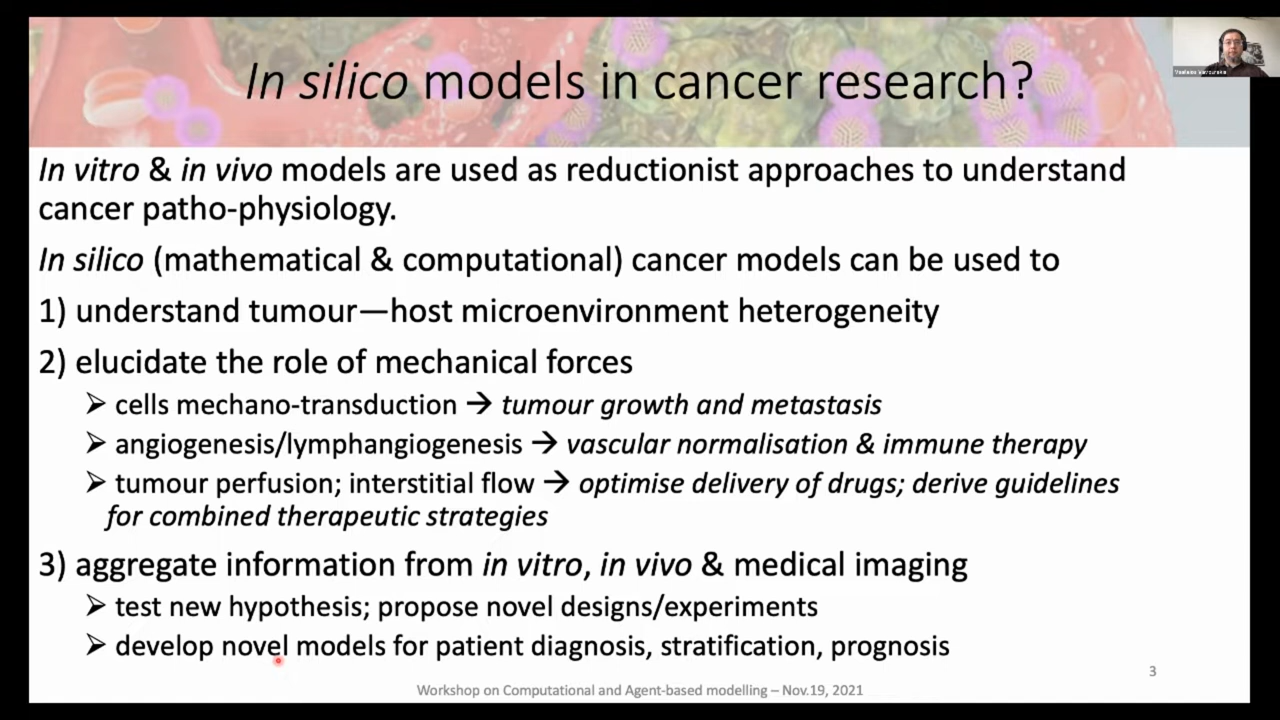 In silico models in cancer research?
In vitro & in vivo models are used as reductionist approaches to understand
cancer patho-physiology.
In silico (mathematical & computational) cancer models can be used to
1) understand tumour—host microenvironment heterogeneity
2) elucidate the role of mechanical forces
➢ cells mechano-transduction → tumour growth and metastasis
➢ angiogenesis/lymphangiogenesis → vascular normalisation & immune therapy
➢ tumour perfusion; interstitial flow → optimise delivery of drugs; derive guidelines
for combined therapeutic strategies
3) aggregate information from in vitro, in vivo & medical imaging
➢ test new hypothesis; propose novel designs/experiments
➢ develop novel models for patient diagnosis, stratification, prognosis
3
Workshop on Computational and Agent-based modelling – Nov.19, 2021